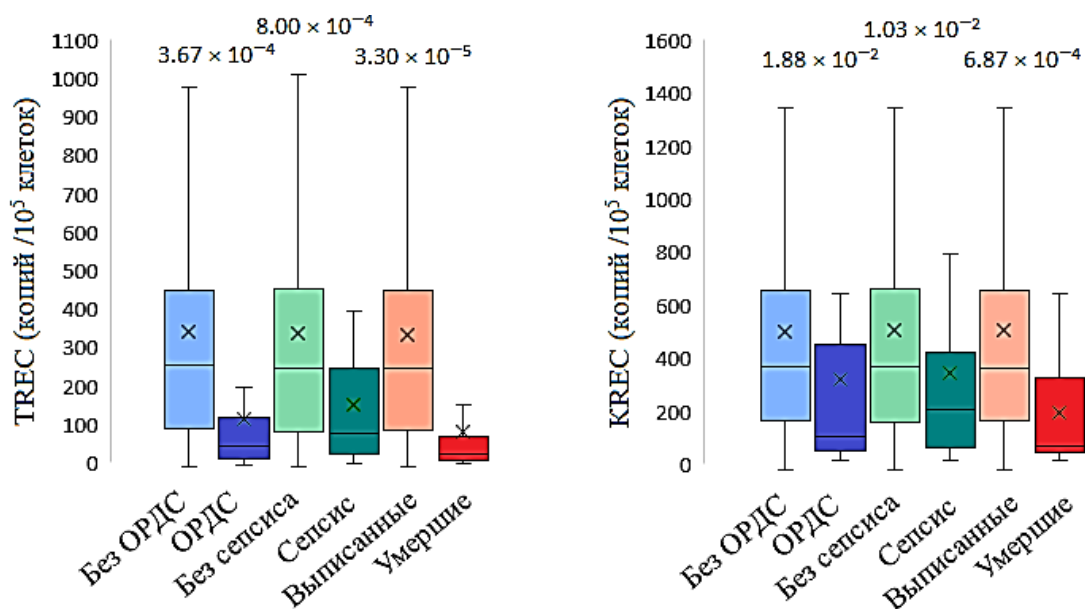 8.00 × 10⁻⁴
3.67 × 10⁻⁴
3.30 × 10⁻⁵
TREC (копий /10⁵ клеток)
1100
1000
900
800
700
600
500
400
300
200
100
0
Без ОРДС
ОРДС
Без сепсиса
Сепсис
Выписанные
Умершие
1.03 × 10⁻²
1.88 × 10⁻²
6.87 × 10⁻⁴
KREC (копий /10⁵ клеток)
1600
1400
1200
1000
800
600
400
200
0
Без ОРДС
ОРДС
Без сепсиса
Сепсис
Выписанные
Умершие